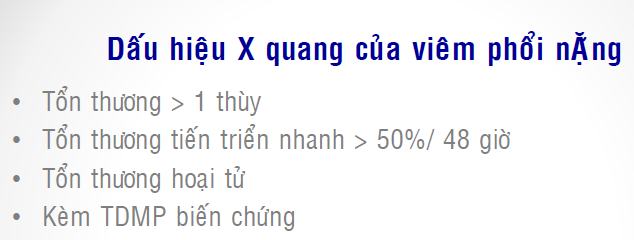 Dấu hiệu X quang của viêm phổi nẶng
• Tổn thương > 1 thùy
• Tổn thương tiến triển nhanh > 50%/ 48 giờ
• Tổn thương hoại tử
• Kèm TDMP biến chứng